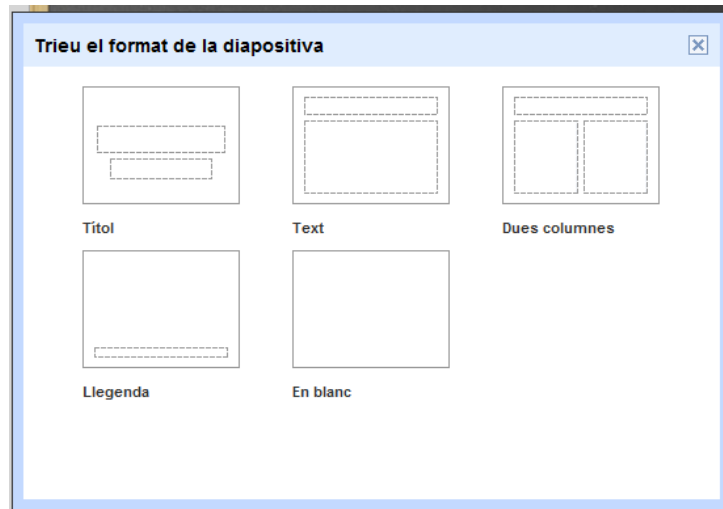 Trieu el format de la diapositiva
Títol
Text
Dues columnes
Llegenda
En blanc